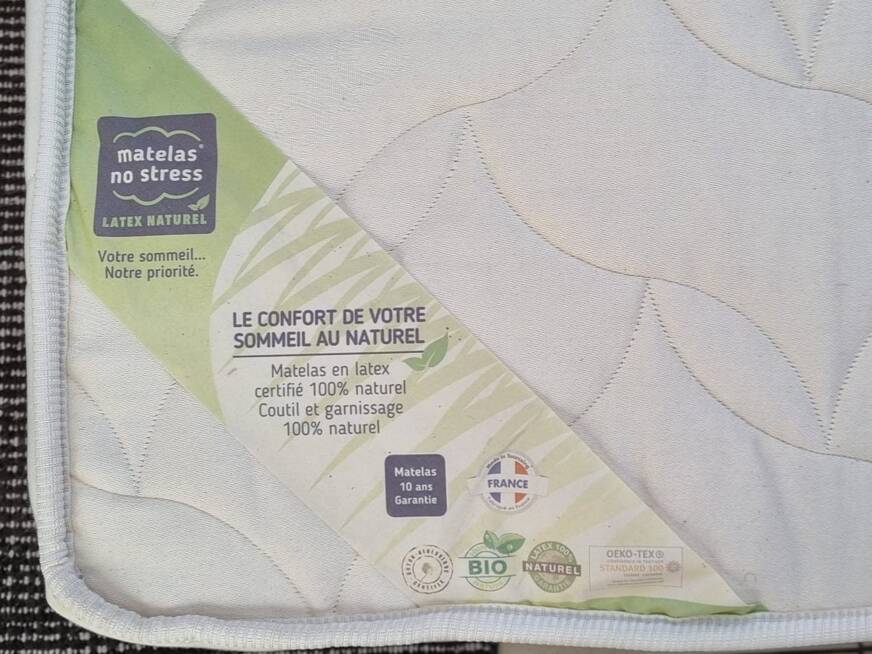 matelas®
no stress
LATEX NATUREL
Votre sommeil...
Notre priorité.
LE CONFORT DE VOTRE
SOMMEIL AU NATUREL
Matelas en latex
certifié 100% naturel
Coutil et garnissage
100% naturel
Matelas
10 ans
Garantie
FRANCE
BIO
LATEX 100%
NATUREL
GARANTIE
OEKO-TEX®
STANDARD 100